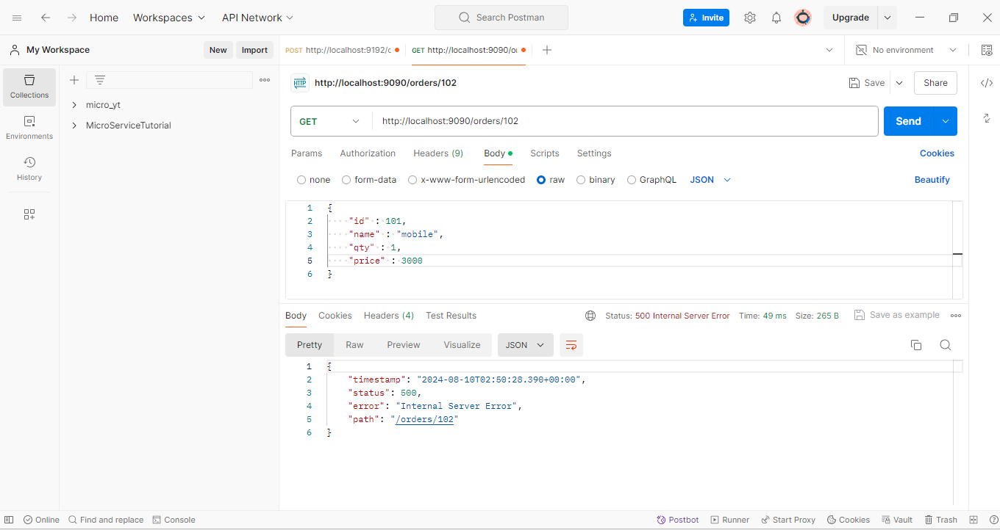 Home Workspaces API Network Search Postman Invite Upgrade
My Workspace New Import POST http://localhost:9192/c GET http://localhost:9090/or No environment
Collections
Environments
History
micro_yt
MicroServiceTutorial
HTTP http://localhost:9090/orders/102 Save Share
GET http://localhost:9090/orders/102 Send
Params Authorization Headers (9) Body Scripts Settings Cookies
none form-data x-www-form-urlencoded raw binary GraphQL JSON Beautify
1 {
2 "id" : 101,
3 "name" : "mobile",
4 "qty" : 1,
5 "price" : 3000
6 }
Body Cookies Headers (4) Test Results Status: 500 Internal Server Error Time: 49 ms Size: 265 B Save as example
Pretty Raw Preview Visualize JSON
1 {
2 "timestamp": "2024-08-10T02:50:28.390+00:00",
3 "status": 500,
4 "error": "Internal Server Error",
5 "path": "/orders/102"
6 }
Online Find and replace Console Postbot Runner Start Proxy Cookies Vault Trash